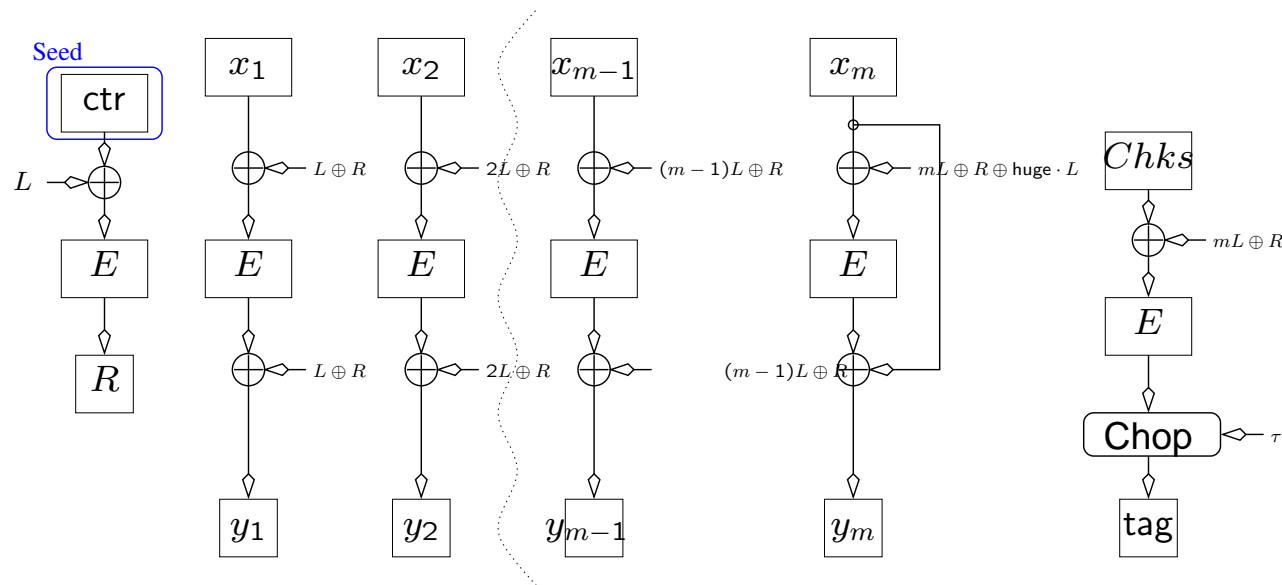 Seed
ctr
L
E
R
x₁
L ⊕ R
E
L ⊕ R
y₁
x₂
2L ⊕ R
E
2L ⊕ R
y₂
xₘ₋₁
(m − 1)L ⊕ R
E
(m − 1)L ⊕ R
yₘ₋₁
xₘ
mL ⊕ R ⊕ huge · L
E
yₘ
Chks
mL ⊕ R
E
Chop
τ
tag